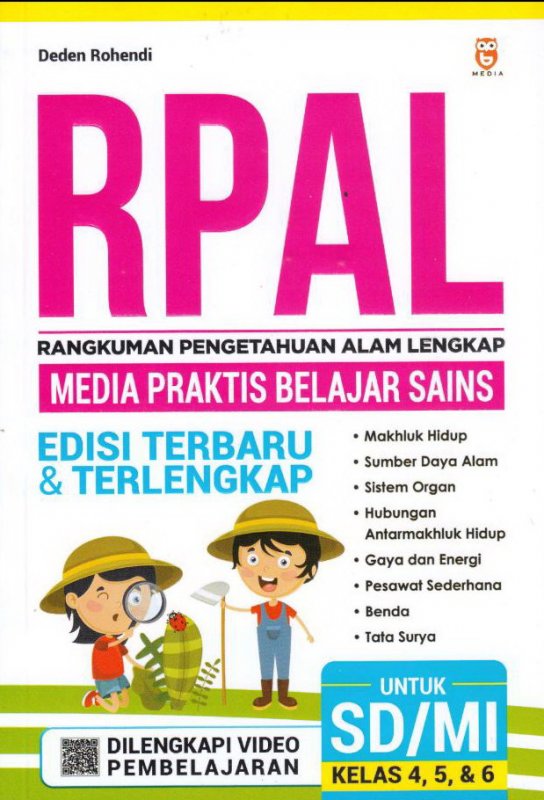 Deden Rohendi
MEDIA
RPAL
RANGKUMAN PENGETAHUAN ALAM LENGKAP
MEDIA PRAKTIS BELAJAR SAINS
EDISI TERBARU
& TERLENGKAP
• Makhluk Hidup
• Sumber Daya Alam
• Sistem Organ
• Hubungan
Antarmakhluk Hidup
• Gaya dan Energi
• Pesawat Sederhana
• Benda
• Tata Surya
UNTUK
SD/MI
KELAS 4, 5, & 6
DILENGKAPI VIDEO
PEMBELAJARAN